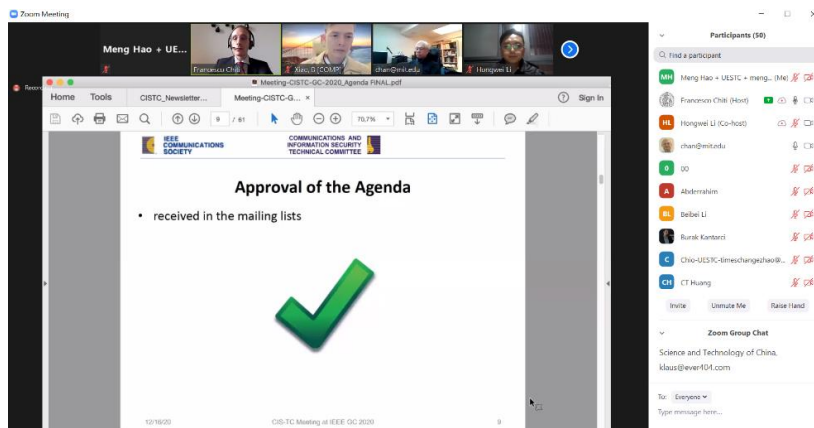 Zoom Meeting
Meng Hao + UE...
Francesco Chiti
Xiao, B [COMP]
chan@mit.edu
Hongwei Li
Meeting-CISTC-GC-2020_Agenda FINAL.pdf
Home Tools CISTC_Newsletter... Meeting-CISTC-G... × Sign In
9 / 61 70,7%
IEEE COMMUNICATIONS SOCIETY
COMMUNICATIONS AND INFORMATION SECURITY TECHNICAL COMMITTEE
Approval of the Agenda
• received in the mailing lists
12/16/20 CIS-TC Meeting at IEEE GC 2020 9
Participants (50)
Find a participant
MH Meng Hao + UESTC + meng... (Me)
Francesco Chiti (Host)
HL Hongwei Li (Co-host)
chan@mit.edu
Abderrahim
BL Beibei Li
Burak Kantarci
CH CT Huang
Invite Unmute Me Raise Hand
Zoom Group Chat
Science and Technology of China,
klaus@ever404.com
To: Everyone
Type message here...